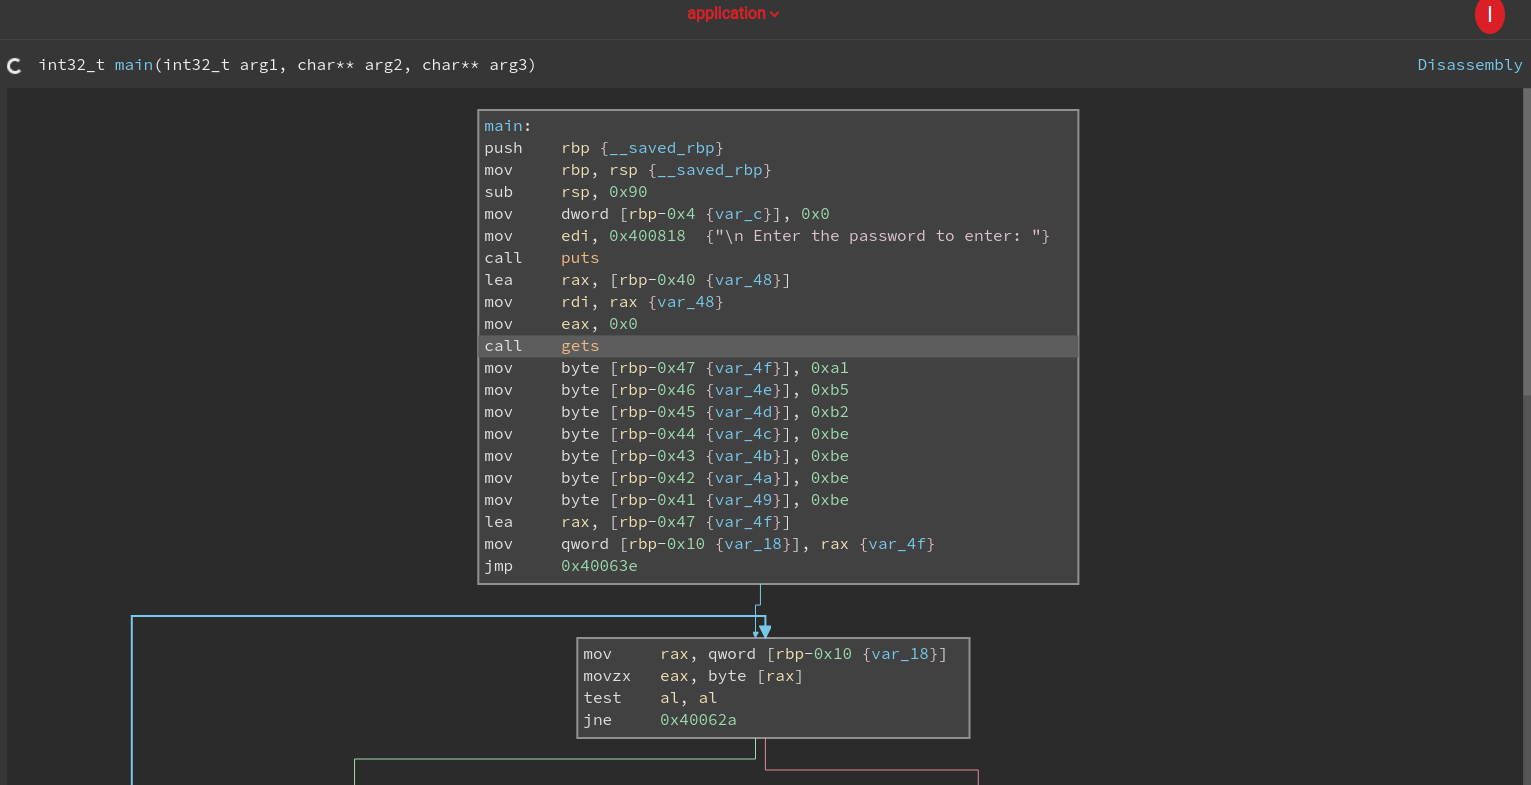 application
int32_t main(int32_t arg1, char** arg2, char** arg3)
Disassembly
main:
push rbp {__saved_rbp}
mov rbp, rsp {__saved_rbp}
sub rsp, 0x90
mov dword [rbp-0x4 {var_c}], 0x0
mov edi, 0x400818 {"\n Enter the password to enter: "}
call puts
lea rax, [rbp-0x40 {var_48}]
mov rdi, rax {var_48}
mov eax, 0x0
call gets
mov byte [rbp-0x47 {var_4f}], 0xa1
mov byte [rbp-0x46 {var_4e}], 0xb5
mov byte [rbp-0x45 {var_4d}], 0xb2
mov byte [rbp-0x44 {var_4c}], 0xbe
mov byte [rbp-0x43 {var_4b}], 0xbe
mov byte [rbp-0x42 {var_4a}], 0xbe
mov byte [rbp-0x41 {var_49}], 0xbe
lea rax, [rbp-0x47 {var_4f}]
mov qword [rbp-0x10 {var_18}], rax {var_4f}
jmp 0x40063e
mov rax, qword [rbp-0x10 {var_18}]
movzx eax, byte [rax]
test al, al
jne 0x40062a